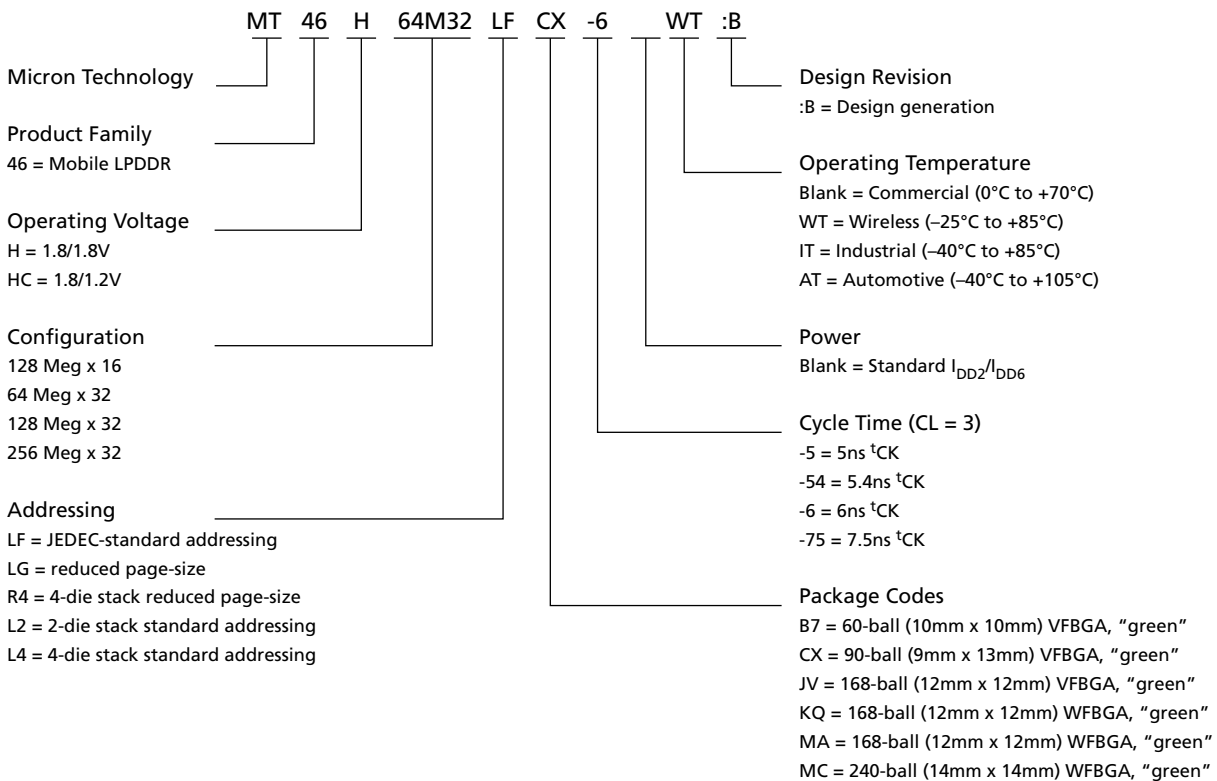 MT 46 H 64M32 LF CX -6 WT :B
Micron Technology
Product Family
46 = Mobile LPDDR
Operating Voltage
H = 1.8/1.8V
HC = 1.8/1.2V
Configuration
128 Meg x 16
64 Meg x 32
128 Meg x 32
256 Meg x 32
Addressing
LF = JEDEC-standard addressing
LG = reduced page-size
R4 = 4-die stack reduced page-size
L2 = 2-die stack standard addressing
L4 = 4-die stack standard addressing
Design Revision
:B = Design generation
Operating Temperature
Blank = Commercial (0°C to +70°C)
WT = Wireless (–25°C to +85°C)
IT = Industrial (–40°C to +85°C)
AT = Automotive (–40°C to +105°C)
Power
Blank = Standard IDD2/IDD6
Cycle Time (CL = 3)
-5 = 5ns tCK
-54 = 5.4ns tCK
-6 = 6ns tCK
-75 = 7.5ns tCK
Package Codes
B7 = 60-ball (10mm x 10mm) VFBGA, “green”
CX = 90-ball (9mm x 13mm) VFBGA, “green”
JV = 168-ball (12mm x 12mm) VFBGA, “green”
KQ = 168-ball (12mm x 12mm) WFBGA, “green”
MA = 168-ball (12mm x 12mm) WFBGA, “green”
MC = 240-ball (14mm x 14mm) WFBGA, “green”